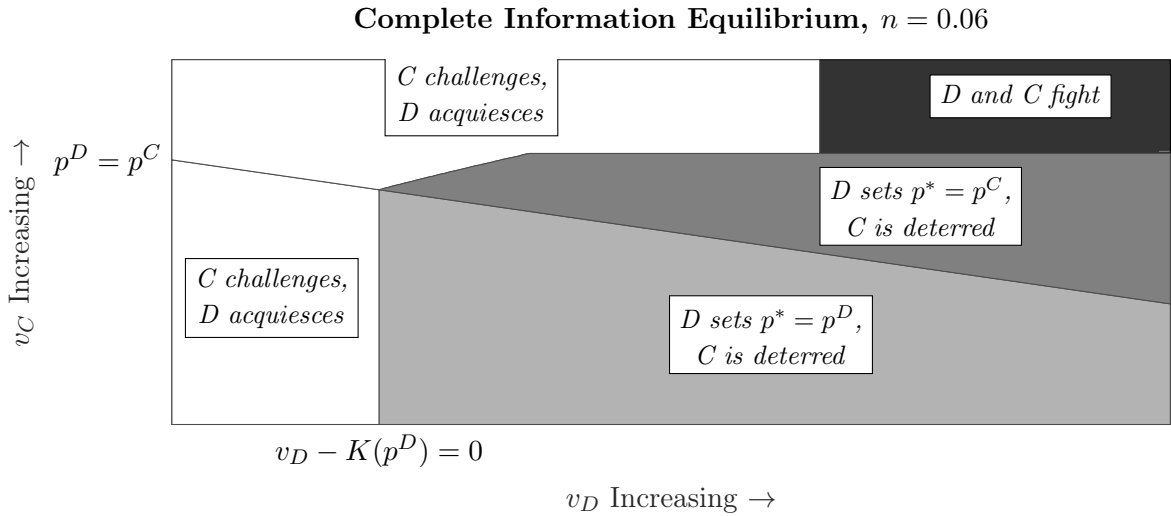 Complete Information Equilibrium, n = 0.06
C challenges,
D acquiesces
D and C fight
p^D = p^C
D sets p* = p^C,
C is deterred
v_C Increasing →
C challenges,
D acquiesces
D sets p* = p^D,
C is deterred
v_D − K(p^D) = 0
v_D Increasing →